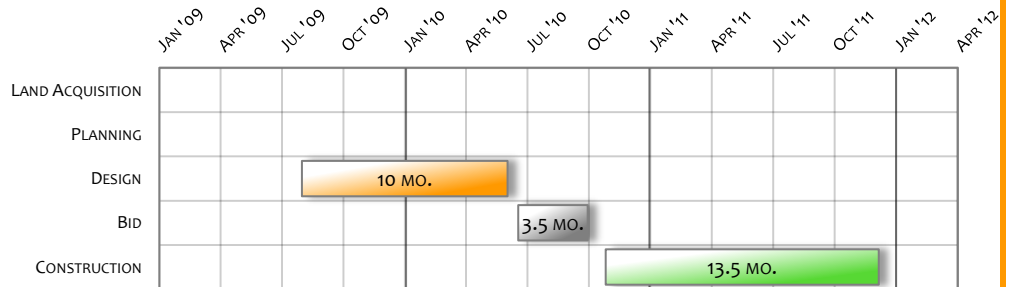 JAN '09 APR '09 JUL '09 OCT '09 JAN '10 APR '10 JUL '10 OCT '10 JAN '11 APR '11 JUL '11 OCT '11 JAN '12 APR '12
LAND ACQUISITION
PLANNING
DESIGN 10 MO.
BID 3.5 MO.
CONSTRUCTION 13.5 MO.